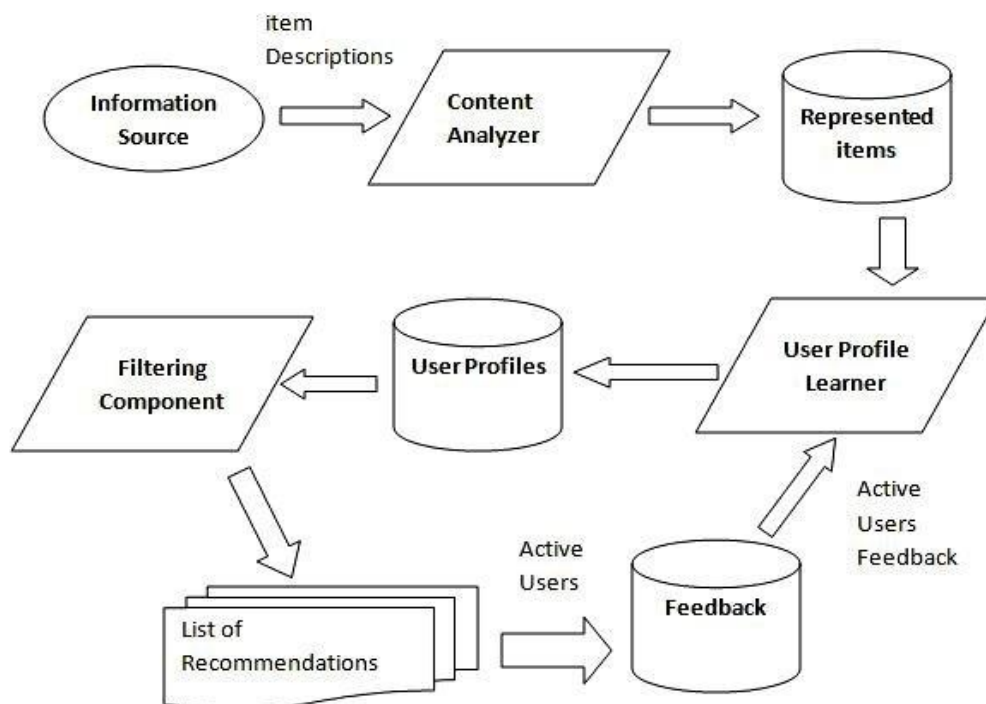 item
Descriptions
Information
Source
Content
Analyzer
Represented
items
Filtering
Component
User Profiles
User Profile
Learner
Active
Users
Feedback
Active
Users
Feedback
List of
Recommendations